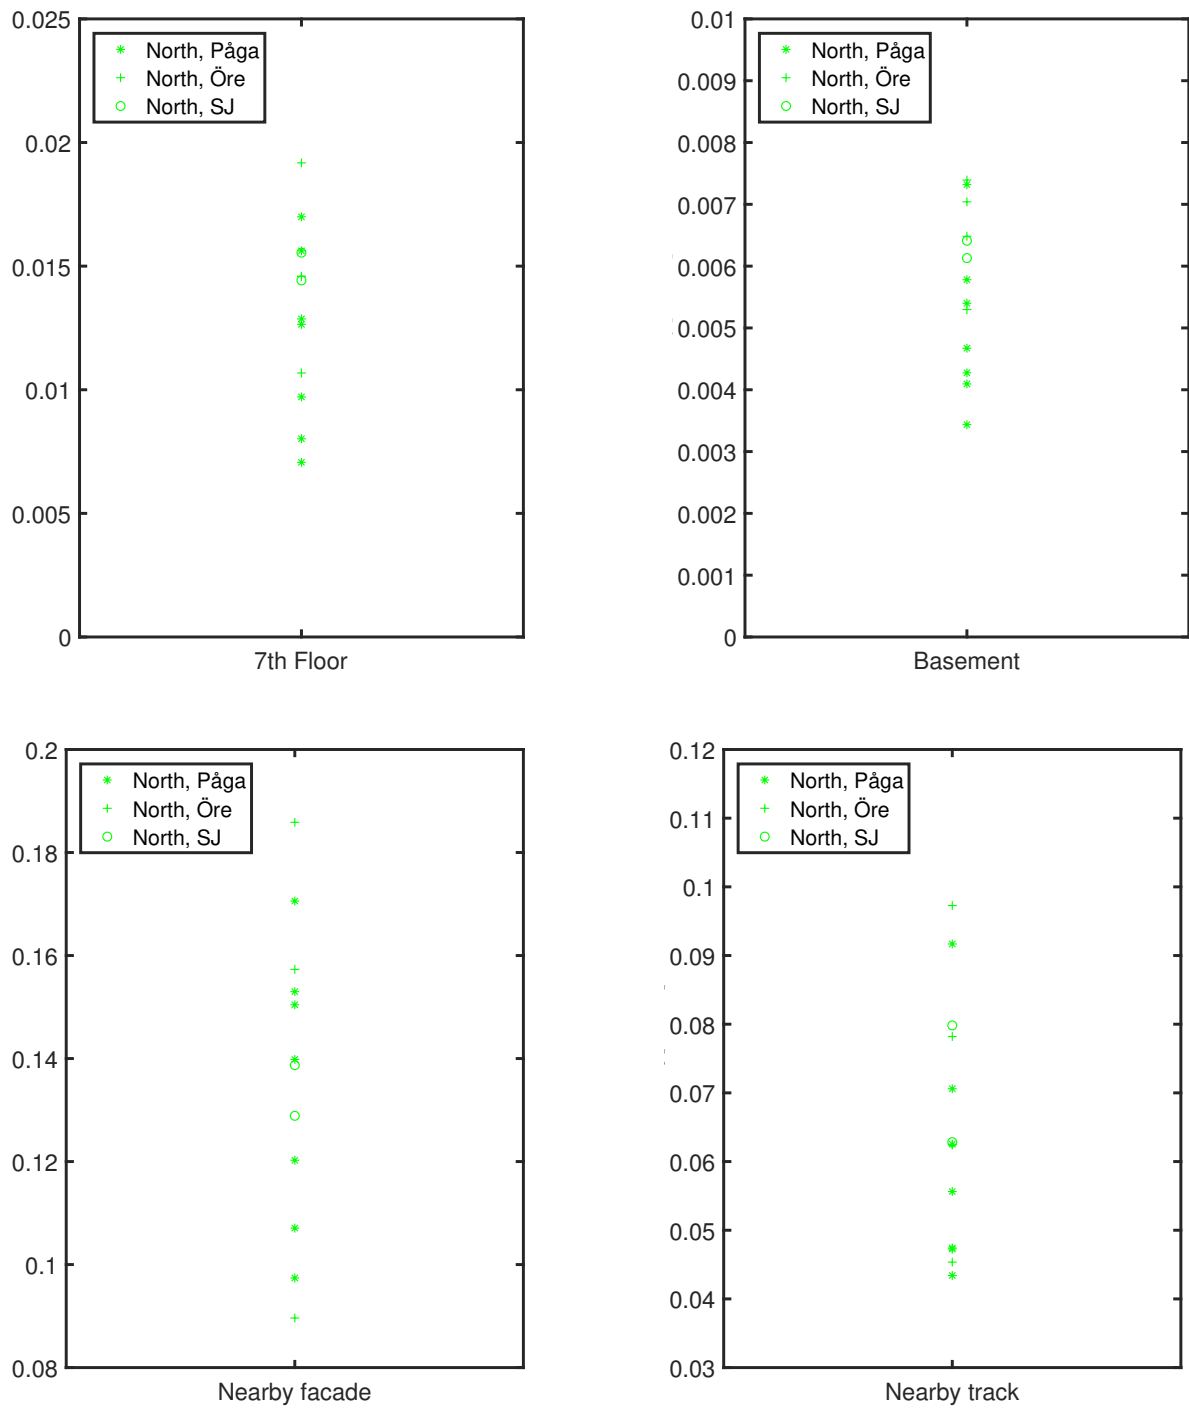 0.025
0.02
0.015
0.01
0.005
0
North, Påga
North, Öre
North, SJ
7th Floor
0.01
0.009
0.008
0.007
0.006
0.005
0.004
0.003
0.002
0.001
0
North, Påga
North, Öre
North, SJ
Basement
0.2
0.18
0.16
0.14
0.12
0.1
0.08
North, Påga
North, Öre
North, SJ
Nearby facade
0.12
0.11
0.1
0.09
0.08
0.07
0.06
0.05
0.04
0.03
North, Påga
North, Öre
North, SJ
Nearby track